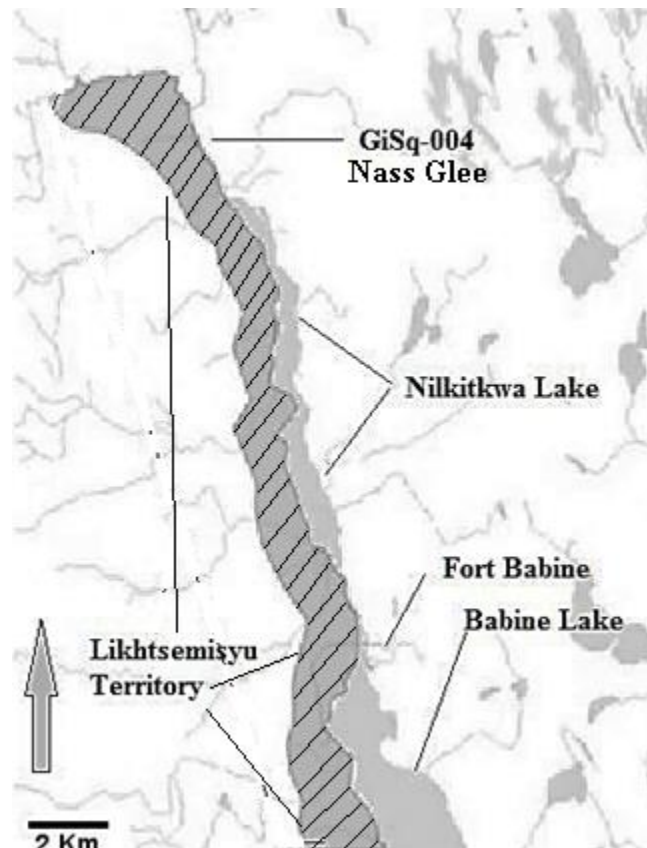 GiSq-004
Nass Glee
Nilkitkwa Lake
Fort Babine
Babine Lake
Likhtsemisyu
Territory
2 Km